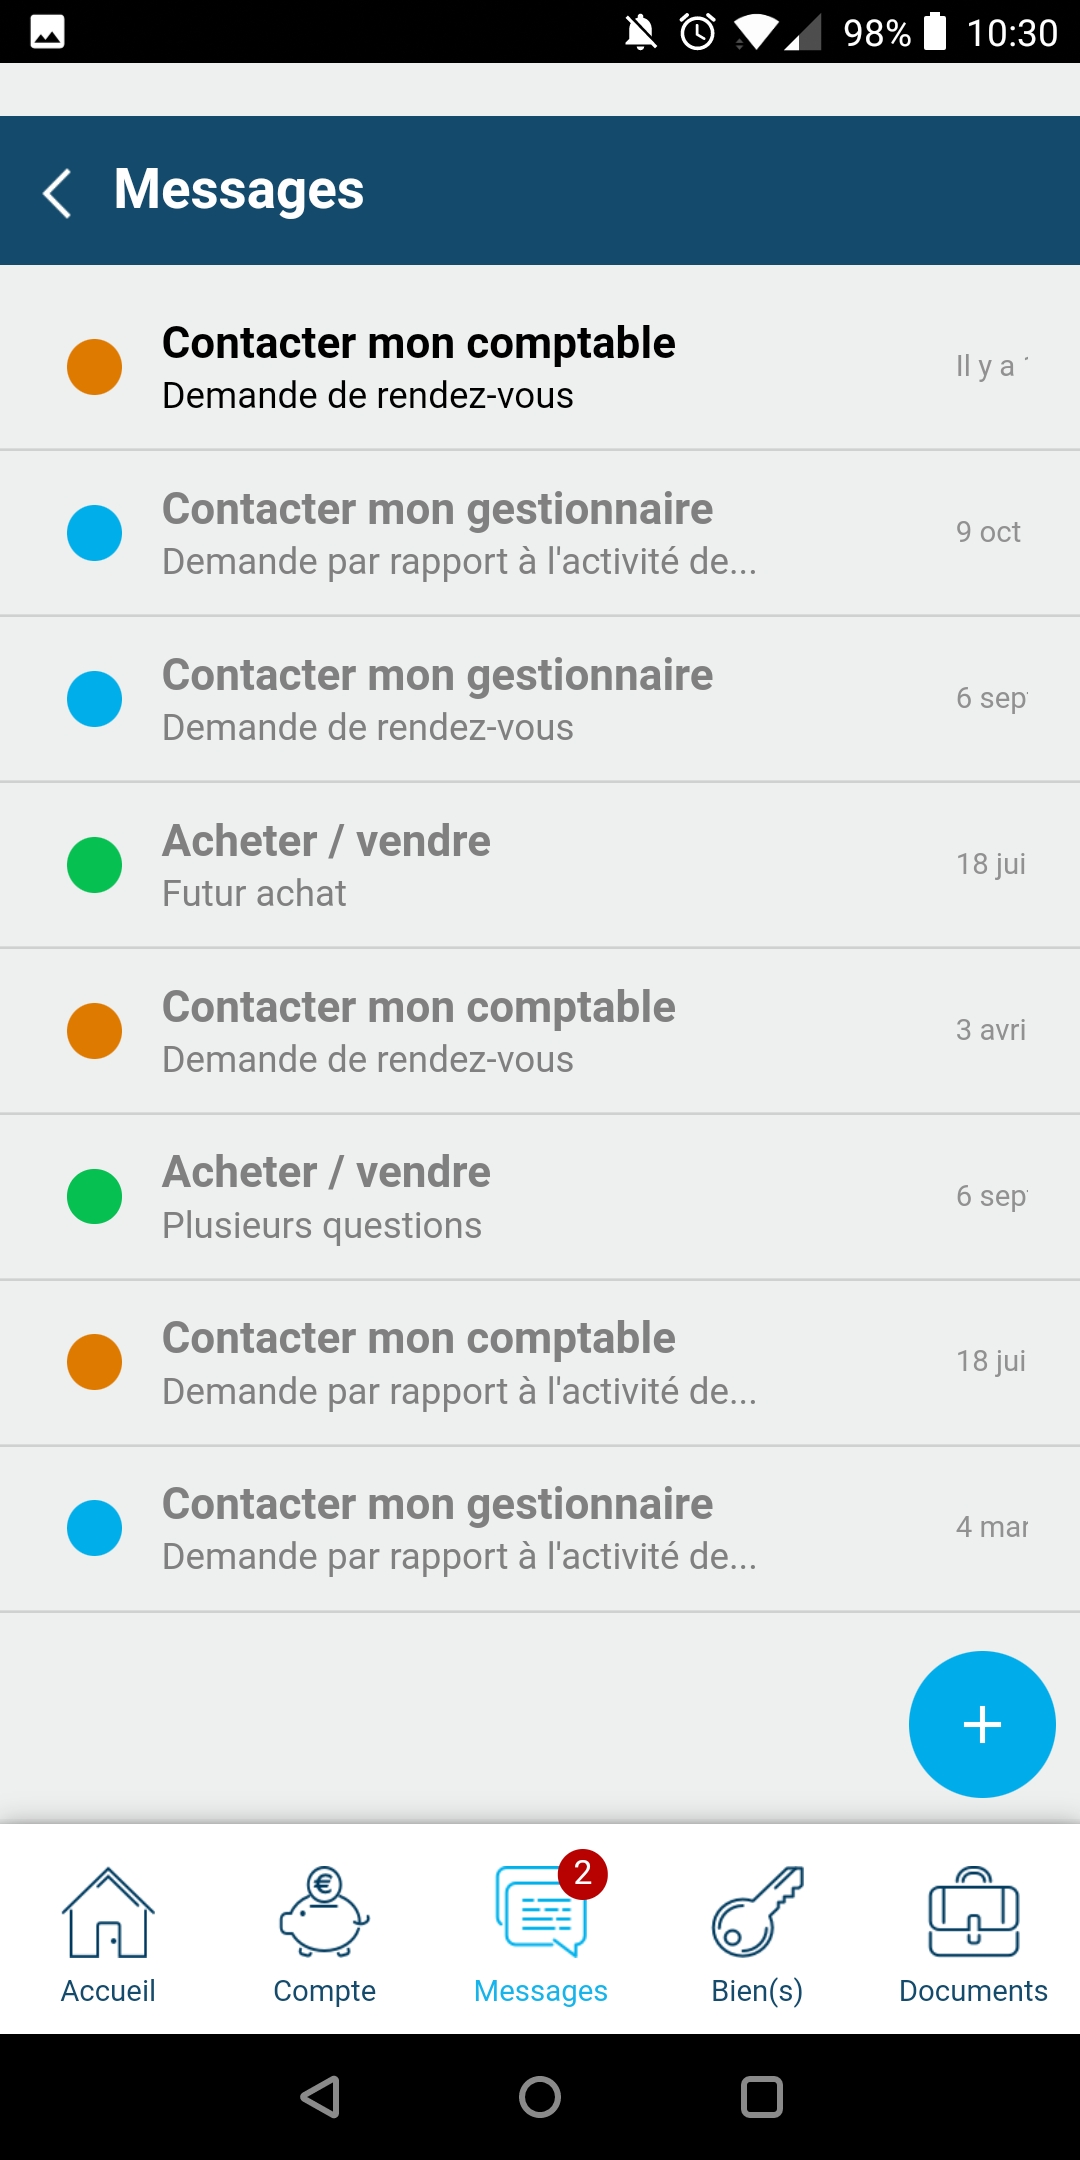 98% 10:30
Messages
Contacter mon comptable
Il y a
Demande de rendez-vous
Contacter mon gestionnaire
9 oct
Demande par rapport à l'activité de...
Contacter mon gestionnaire
6 sep
Demande de rendez-vous
Acheter / vendre
18 jui
Futur achat
Contacter mon comptable
3 avri
Demande de rendez-vous
Acheter / vendre
6 sep
Plusieurs questions
Contacter mon comptable
18 jui
Demande par rapport à l'activité de...
Contacter mon gestionnaire
4 mar
Demande par rapport à l'activité de...
+
2
€
Accueil Compte Messages Bien(s) Documents